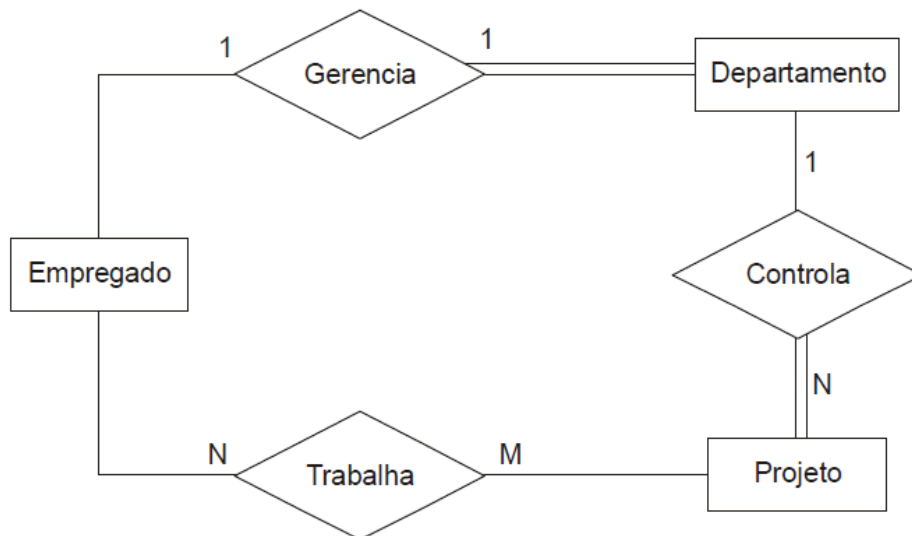 1
Gerencia
1
Departamento
1
Empregado
Controla
N
N
Trabalha
M
Projeto